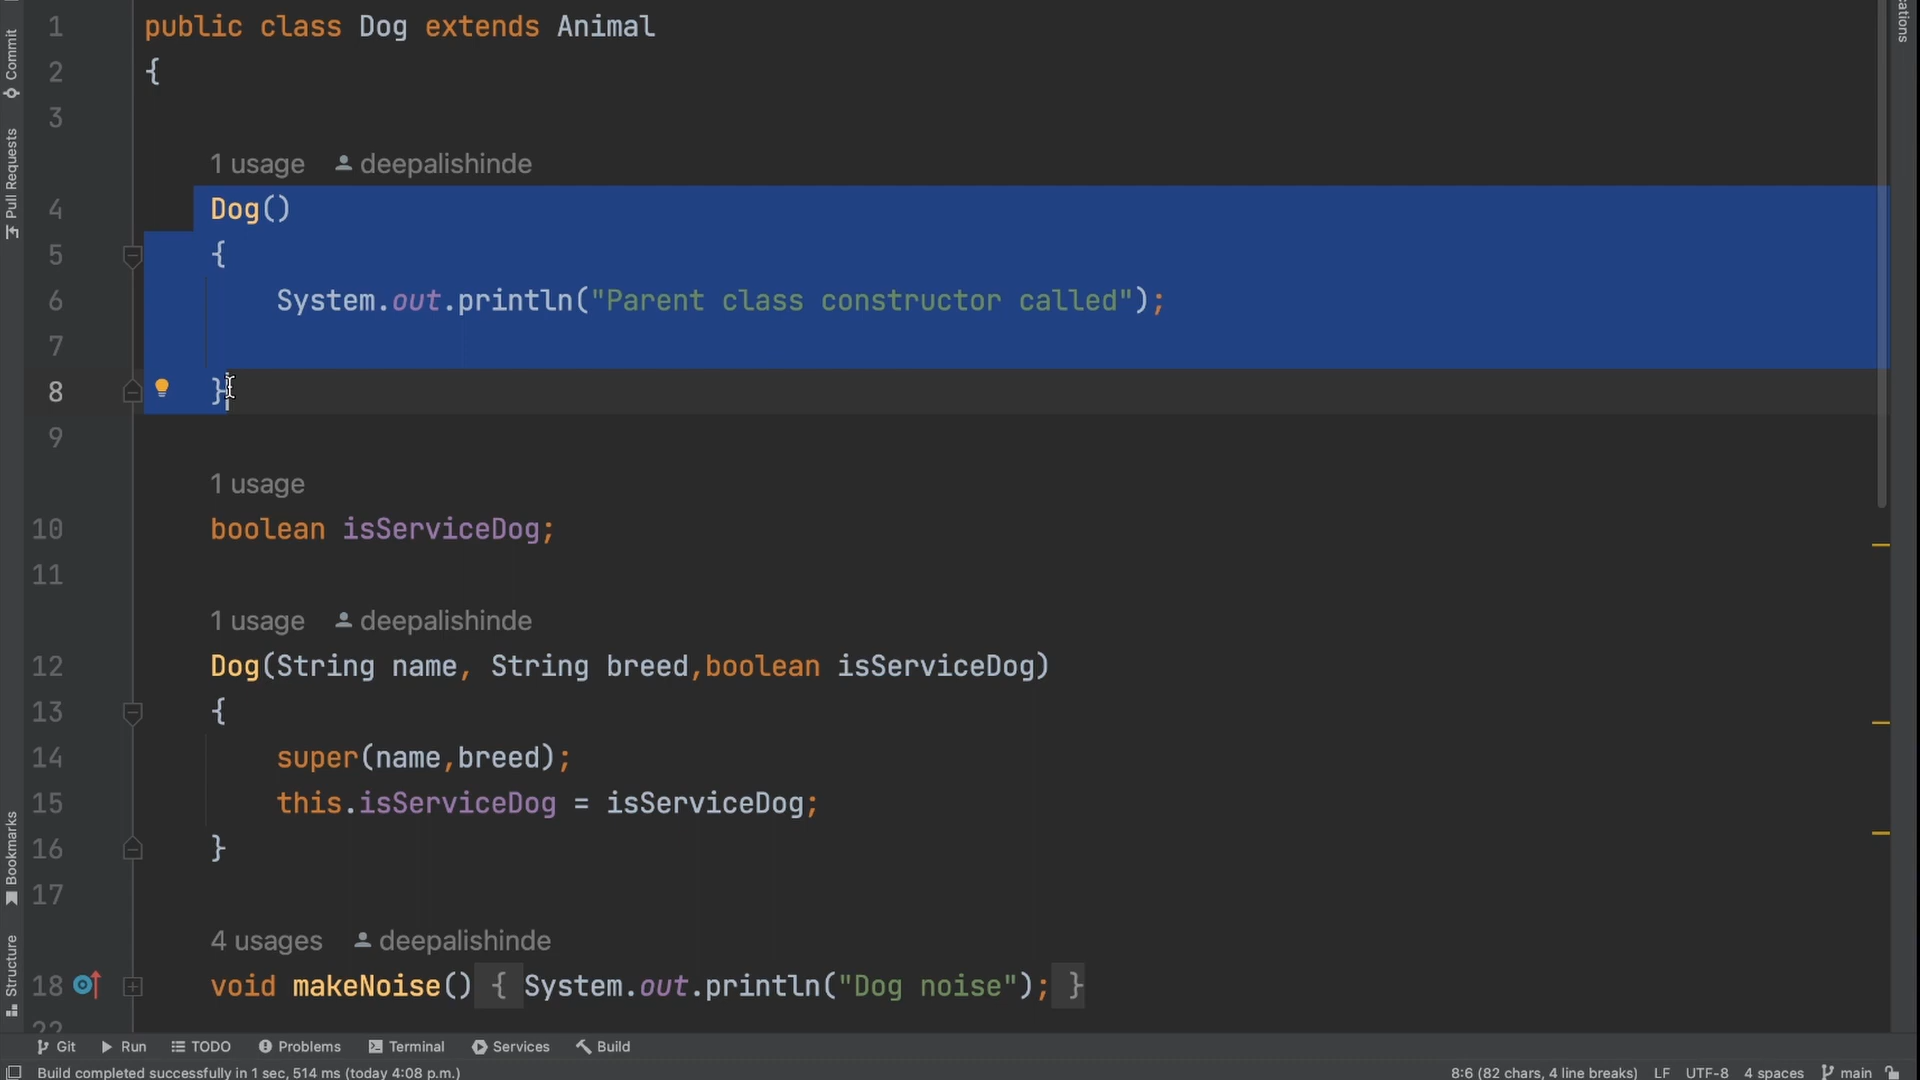 Commit
Pull Requests
Bookmarks
Structure
ations
1 public class Dog extends Animal
2 {
3
1 usage deepalishinde
4 Dog()
5 {
6 System.out.println("Parent class constructor called");
7
8 }
9
1 usage
10 boolean isServiceDog;
11
1 usage deepalishinde
12 Dog(String name, String breed,boolean isServiceDog)
13 {
14 super(name,breed);
15 this.isServiceDog = isServiceDog;
16 }
17
4 usages deepalishinde
18 void makeNoise() { System.out.println("Dog noise"); }
22
Git Run TODO Problems Terminal Services Build
Build completed successfully in 1 sec, 514 ms (today 4:08 p.m.) 8:6 (82 chars, 4 line breaks) LF UTF-8 4 spaces main